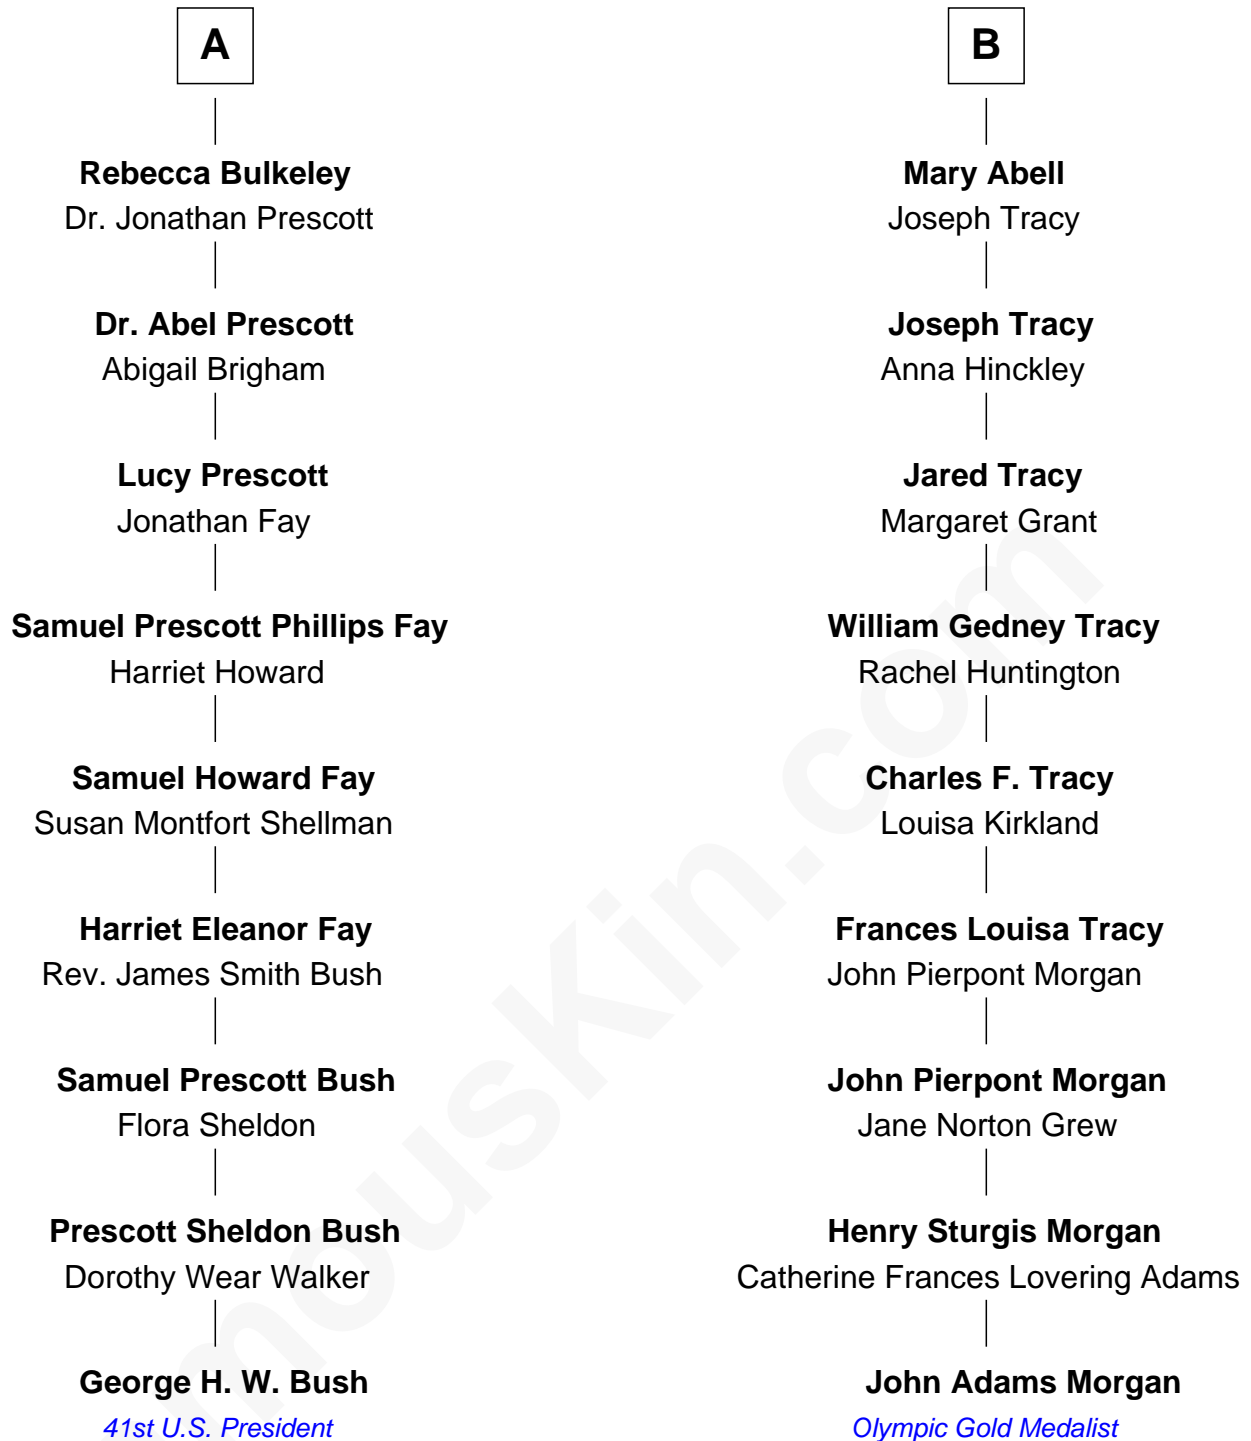 A
Rebecca Bulkeley
Dr. Jonathan Prescott
Dr. Abel Prescott
Abigail Brigham
Lucy Prescott
Jonathan Fay
Samuel Prescott Phillips Fay
Harriet Howard
Samuel Howard Fay
Susan Montfort Shellman
Harriet Eleanor Fay
Rev. James Smith Bush
Samuel Prescott Bush
Flora Sheldon
Prescott Sheldon Bush
Dorothy Wear Walker
George H. W. Bush
41st U.S. President
B
Mary Abell
Joseph Tracy
Joseph Tracy
Anna Hinckley
Jared Tracy
Margaret Grant
William Gedney Tracy
Rachel Huntington
Charles F. Tracy
Louisa Kirkland
Frances Louisa Tracy
John Pierpont Morgan
John Pierpont Morgan
Jane Norton Grew
Henry Sturgis Morgan
Catherine Frances Lovering Adams
John Adams Morgan
Olympic Gold Medalist
mousKin.com